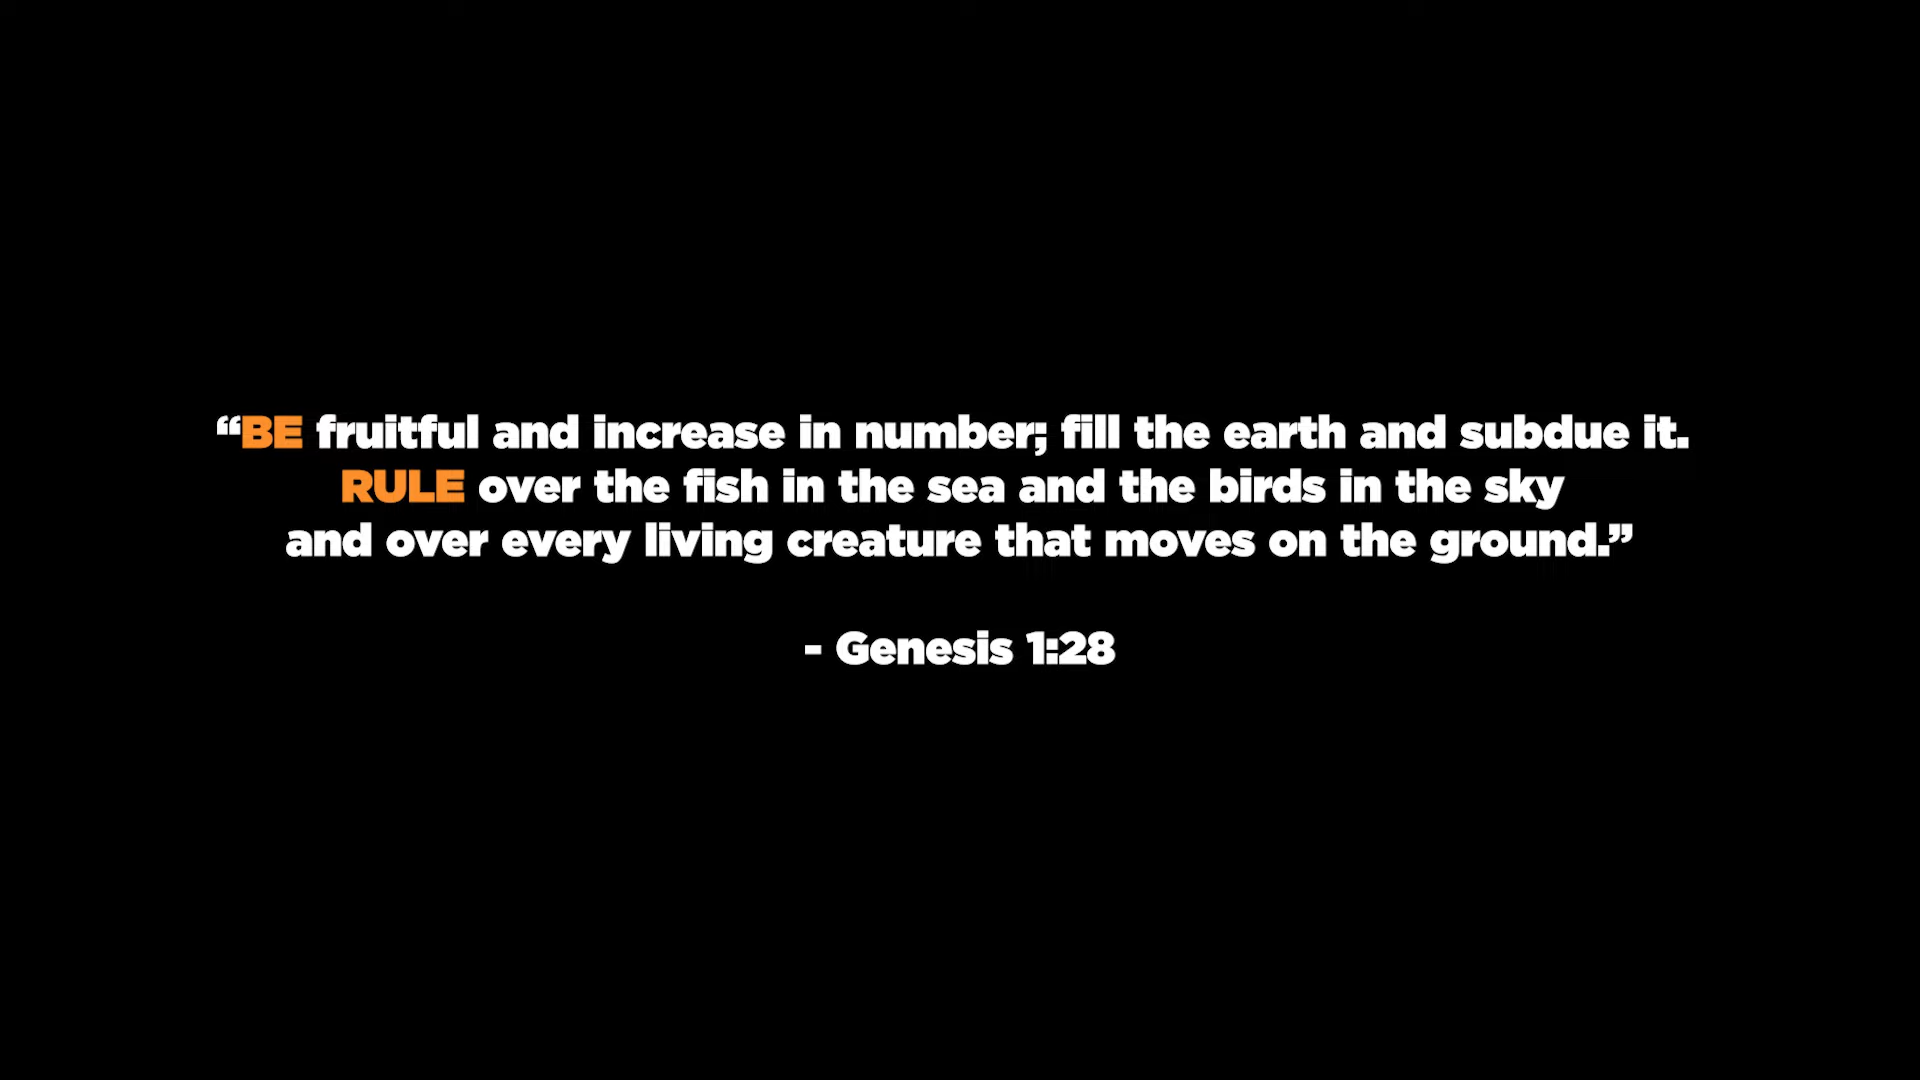 “BE fruitful and increase in number; fill the earth and subdue it.
RULE over the fish in the sea and the birds in the sky
and over every living creature that moves on the ground.”
- Genesis 1:28